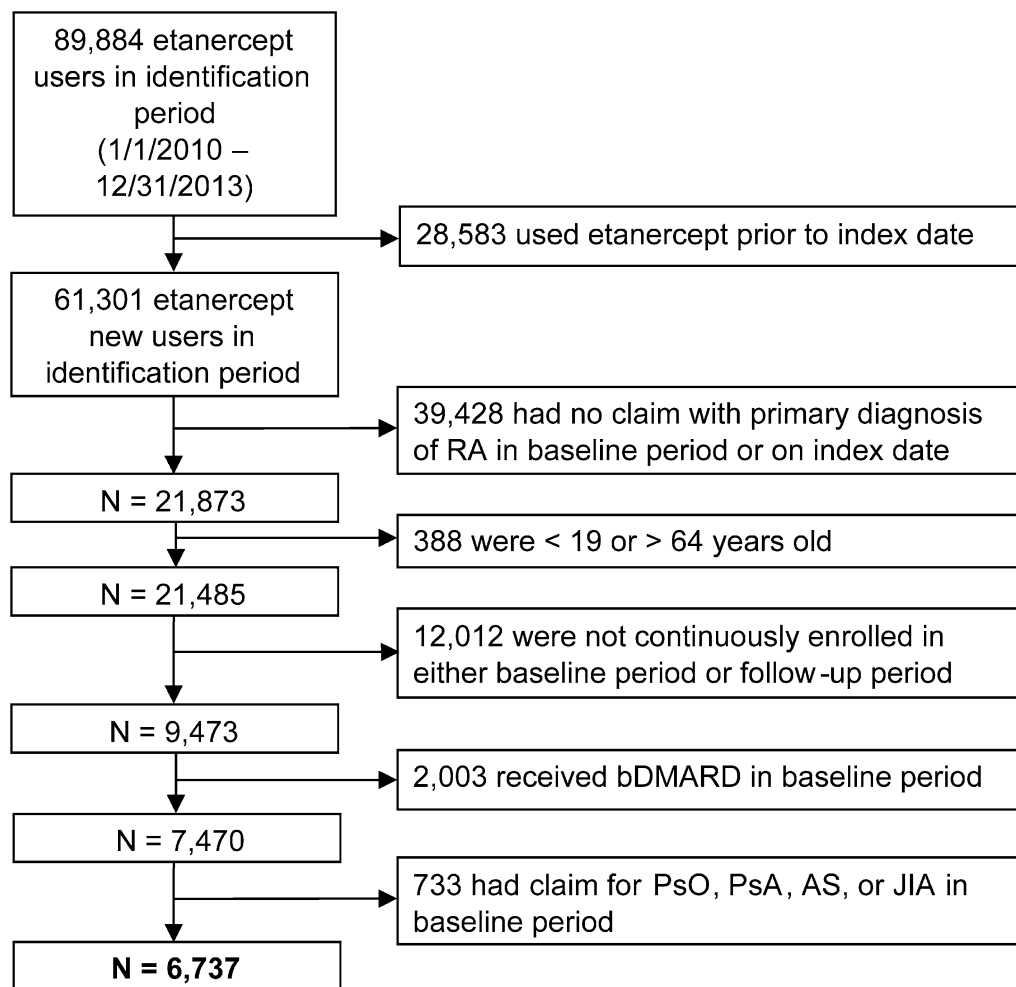 89,884 etanercept
users in identification
period
(1/1/2010 –
12/31/2013)
28,583 used etanercept prior to index date
61,301 etanercept
new users in
identification period
39,428 had no claim with primary diagnosis
of RA in baseline period or on index date
N = 21,873
388 were < 19 or > 64 years old
N = 21,485
12,012 were not continuously enrolled in
either baseline period or follow-up period
N = 9,473
2,003 received bDMARD in baseline period
N = 7,470
733 had claim for PsO, PsA, AS, or JIA in
baseline period
N = 6,737